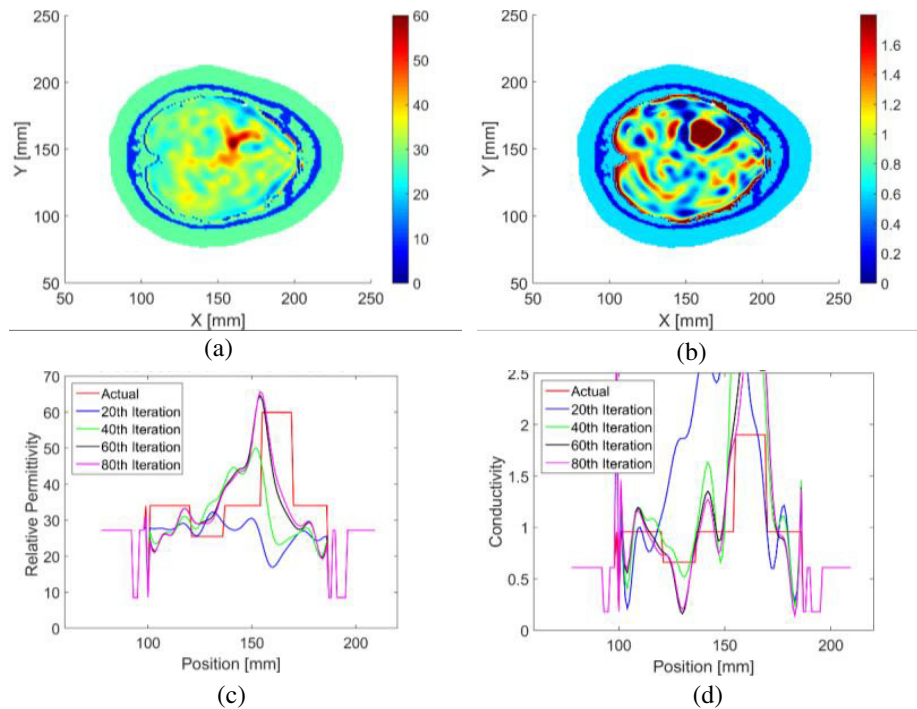 250
200
150
100
50
Y [mm]
50 100 150 200 250
X [mm]
60
50
40
30
20
10
0
(a)
250
200
150
100
50
Y [mm]
50 100 150 200 250
X [mm]
1.6
1.4
1.2
1
0.8
0.6
0.4
0.2
0
(b)
70
60
50
40
30
20
10
0
Relative Permittivity
Actual
20th Iteration
40th Iteration
60th Iteration
80th Iteration
100 150 200
Position [mm]
(c)
2.5
2
1.5
1
0.5
0
Conductivity
Actual
20th Iteration
40th Iteration
60th Iteration
80th Iteration
100 150 200
Position [mm]
(d)